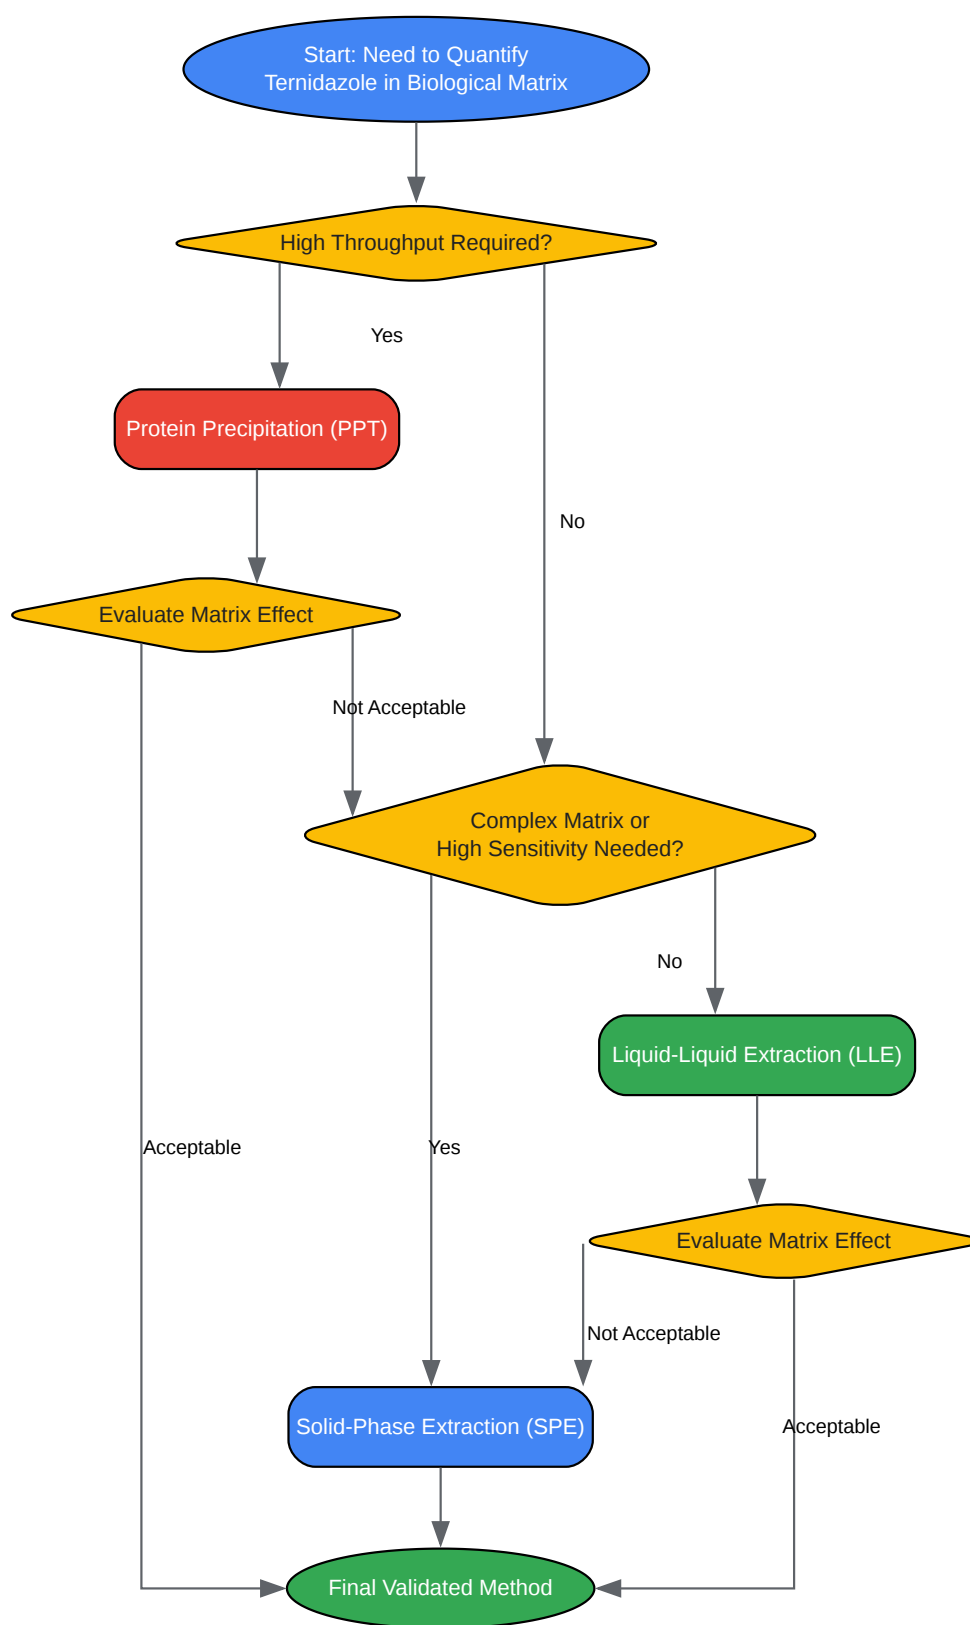 Start: Need to Quantify
Ternidazole in Biological Matrix
High Throughput Required?
Yes
Protein Precipitation (PPT)
No
Evaluate Matrix Effect
Not Acceptable
Complex Matrix or
High Sensitivity Needed?
No
Liquid-Liquid Extraction (LLE)
Acceptable
Yes
Evaluate Matrix Effect
Not Acceptable
Solid-Phase Extraction (SPE)
Acceptable
Final Validated Method